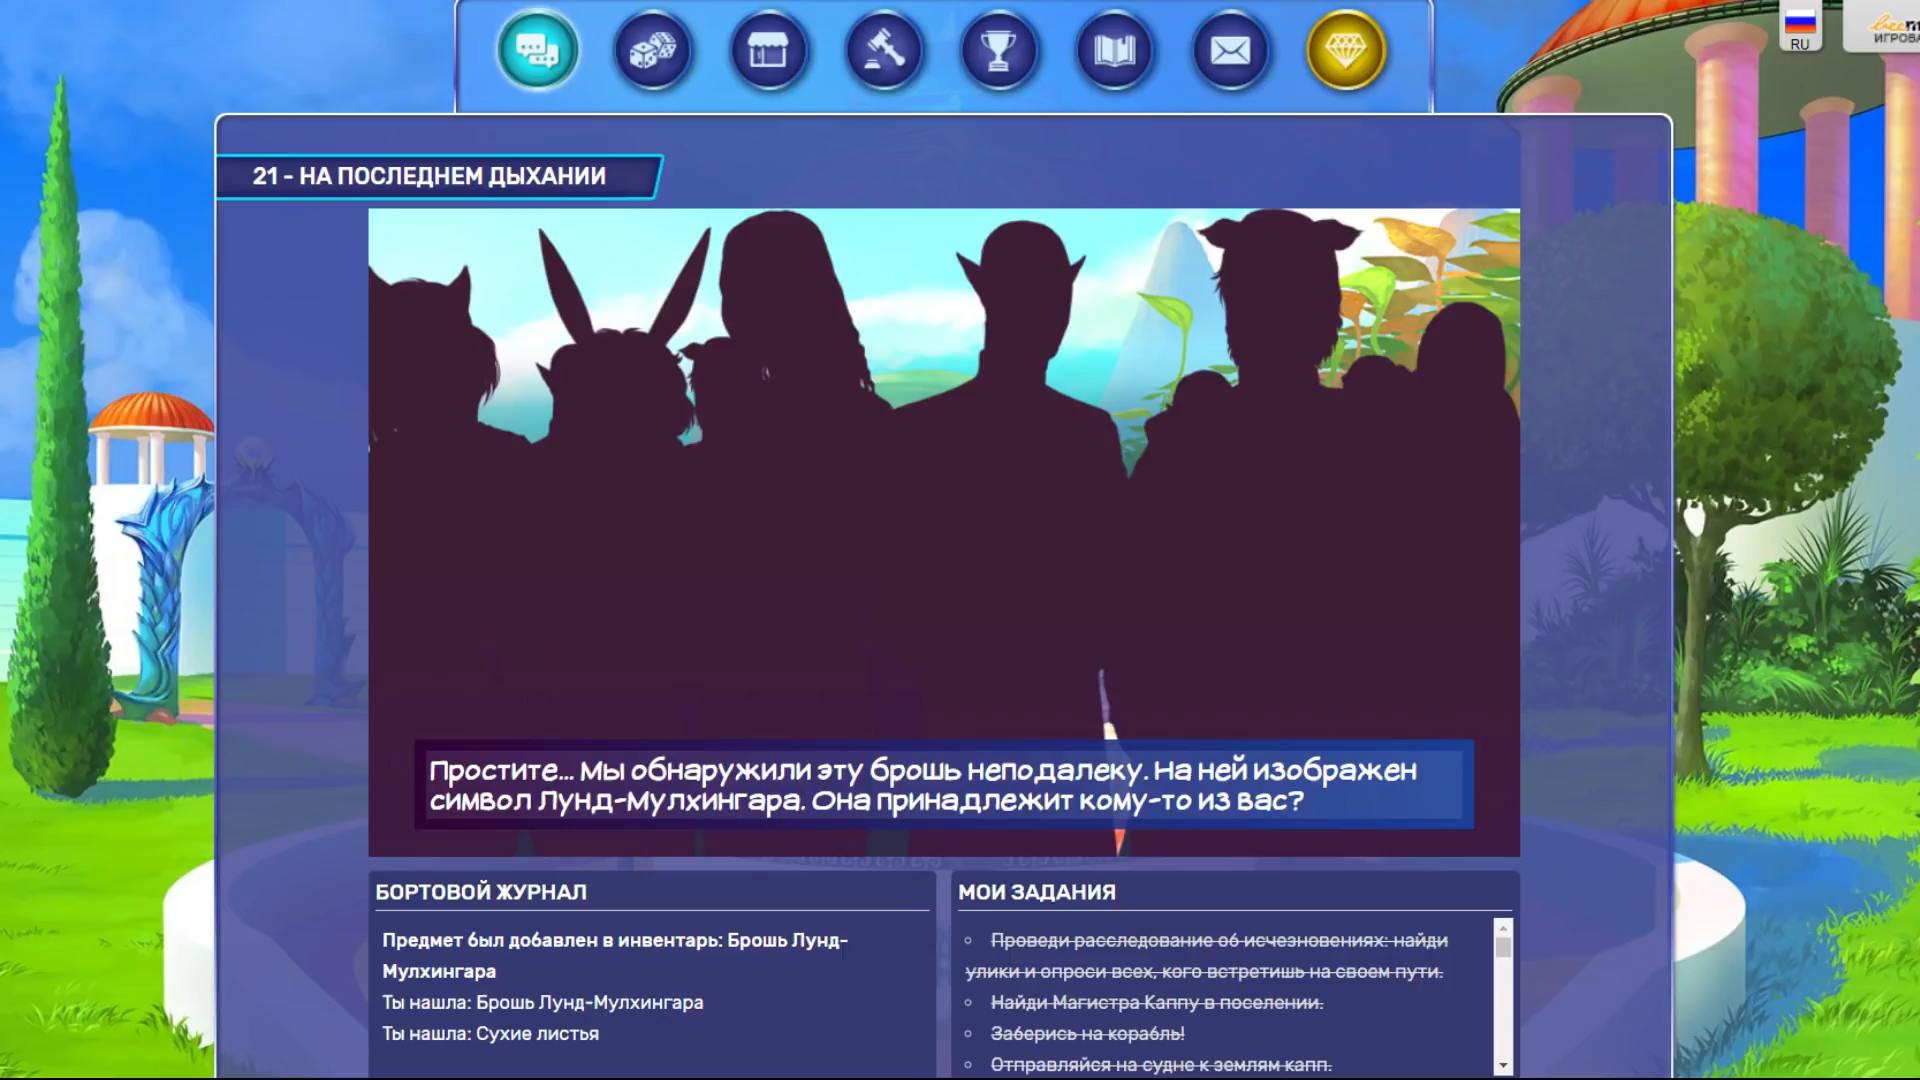 RU
21 - НА ПОСЛЕДНЕМ ДЫХАНИИ
Простите... Мы обнаружили эту брошь неподалеку. На ней изображен
символ Лунд-Мулхингара. Она принадлежит кому-то из вас?
БОРТОВОЙ ЖУРНАЛ
Предмет был добавлен в инвентарь: Брошь Лунд-
Мулхингара
Ты нашла: Брошь Лунд-Мулхингара
Ты нашла: Сухие листья
МОИ ЗАДАНИЯ
Проведи расследование об исчезновениях: найди
улики и опроси всех, кого встретишь на своем пути.
Найди Магистра Каппу в поселении.
Заберись на корабль!
Отправляйся на судне к землям капп.